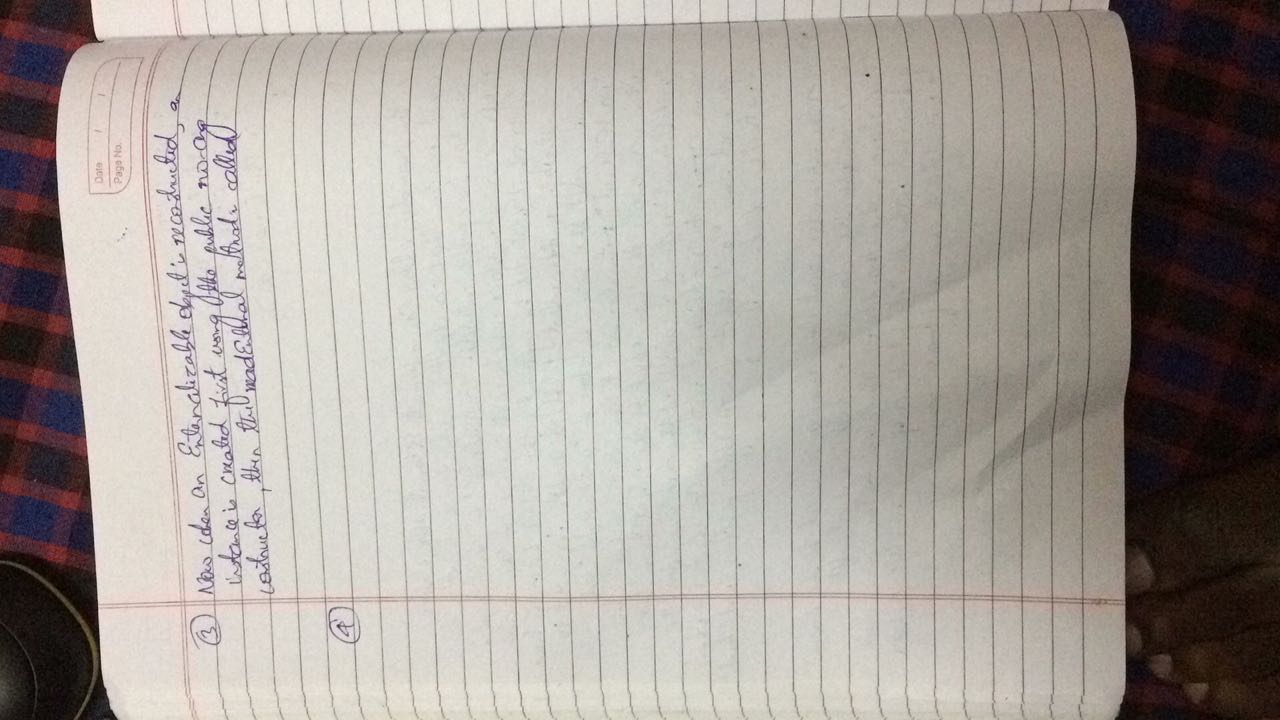 Date / /
Page No.
③ Now when an Externalizable object is reconstructed, an
instance is created first using the public no-arg
constructor, then the readExternal method is called
④